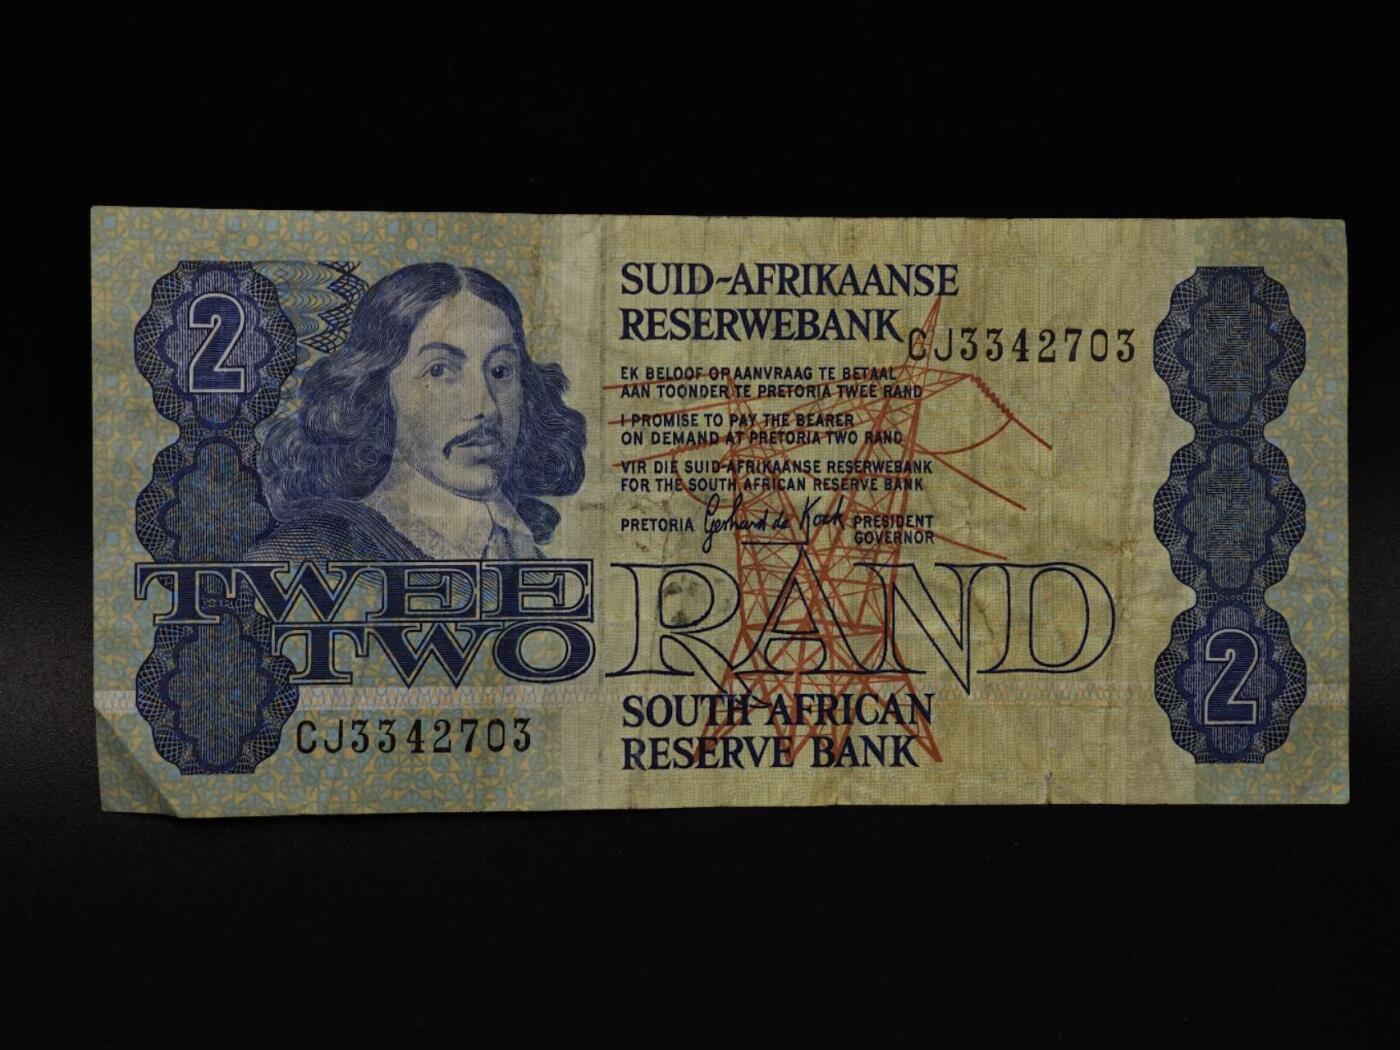 2
SUID-AFRIKAANSE
RESERWEBANK
CJ3342703
EK BELOOF OP AANVRAAG TE BETAAL
AAN TOONDER TE PRETORIA TWEE RAND
I PROMISE TO PAY THE BEARER
ON DEMAND AT PRETORIA TWO RAND
VIR DIE SUID-AFRIKAANSE RESERWEBANK
FOR THE SOUTH AFRICAN RESERVE BANK
PRETORIA Gerhard de Kock PRESIDENT
GOVERNOR
TWEE
TWO
RAND
2
SOUTH AFRICAN
RESERVE BANK
CJ3342703